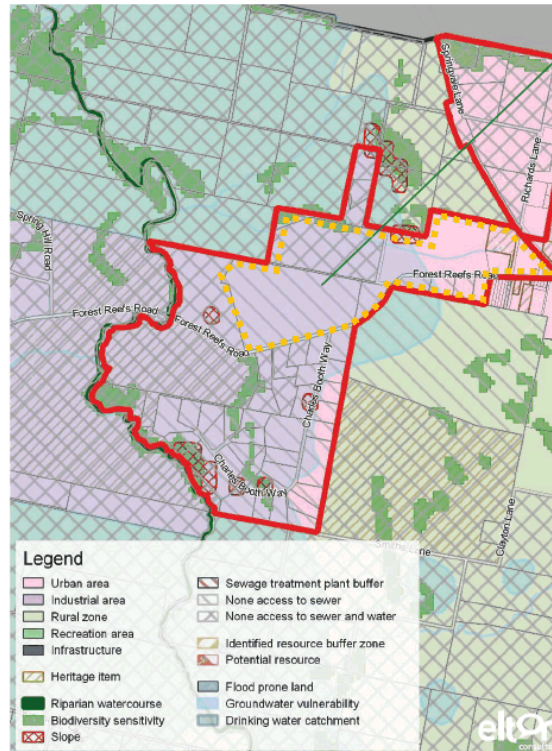 Springvale Lane
Richards Lane
Spring Hill Road
Forest Reefs Road
Forest Reefs Road
Forest Reefs Road
Charles Booth Way
Charles Booth Way
Smiths Lane
Clayton Lane
Legend
Urban area
Industrial area
Rural zone
Recreation area
Infrastructure
Heritage item
Riparian watercourse
Biodiversity sensitivity
Slope
Sewage treatment plant buffer
None access to sewer
None access to sewer and water
Identified resource buffer zone
Potential resource
Flood prone land
Groundwater vulnerability
Drinking water catchment